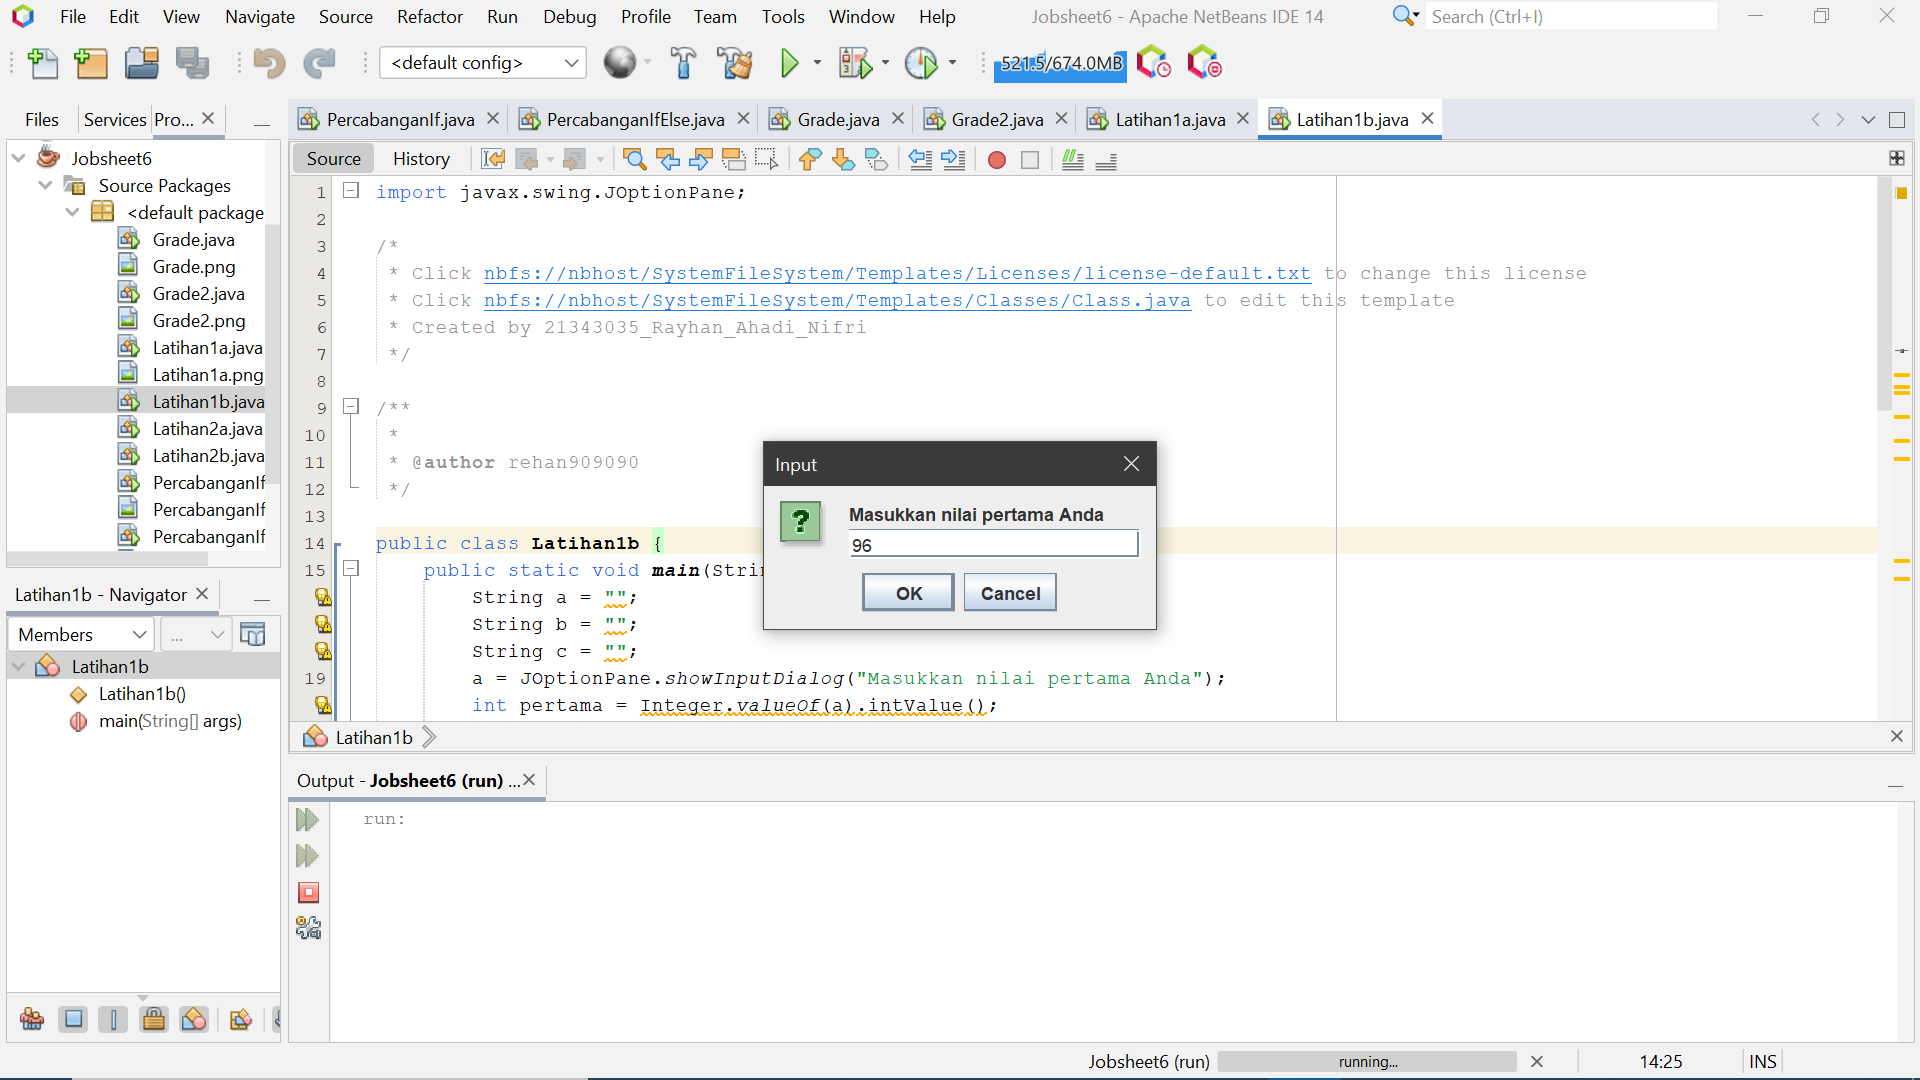 File Edit View Navigate Source Refactor Run Debug Profile Team Tools Window Help
Jobsheet6 - Apache NetBeans IDE 14
Search (Ctrl+I)
<default config>
521.5/674.0MB
Files Services Pro...
PercabanganIf.java PercabanganIfElse.java Grade.java Grade2.java Latihan1a.java Latihan1b.java
Source History
Jobsheet6
Source Packages
<default package
Grade.java
Grade.png
Grade2.java
Grade2.png
Latihan1a.java
Latihan1a.png
Latihan1b.java
Latihan2a.java
Latihan2b.java
PercabanganIf
PercabanganIf
PercabanganIf
Latihan1b - Navigator
Members ...
Latihan1b
Latihan1b()
main(String[] args)
1 import javax.swing.JOptionPane;
2
3 /*
4 * Click nbfs://nbhost/SystemFileSystem/Templates/Licenses/license-default.txt to change this license
5 * Click nbfs://nbhost/SystemFileSystem/Templates/Classes/Class.java to edit this template
6 * Created by 21343035_Rayhan_Ahadi_Nifri
7 */
8
9 /**
10 *
11 * @author rehan909090
12 */
13
14 public class Latihan1b {
15 public static void main(Strin
String a = "";
String b = "";
String c = "";
19 a = JOptionPane.showInputDialog("Masukkan nilai pertama Anda");
int pertama = Integer.valueOf(a).intValue();
Latihan1b
Input
Masukkan nilai pertama Anda
96
OK Cancel
Output - Jobsheet6 (run) ...
run:
Jobsheet6 (run) running... 14:25 INS